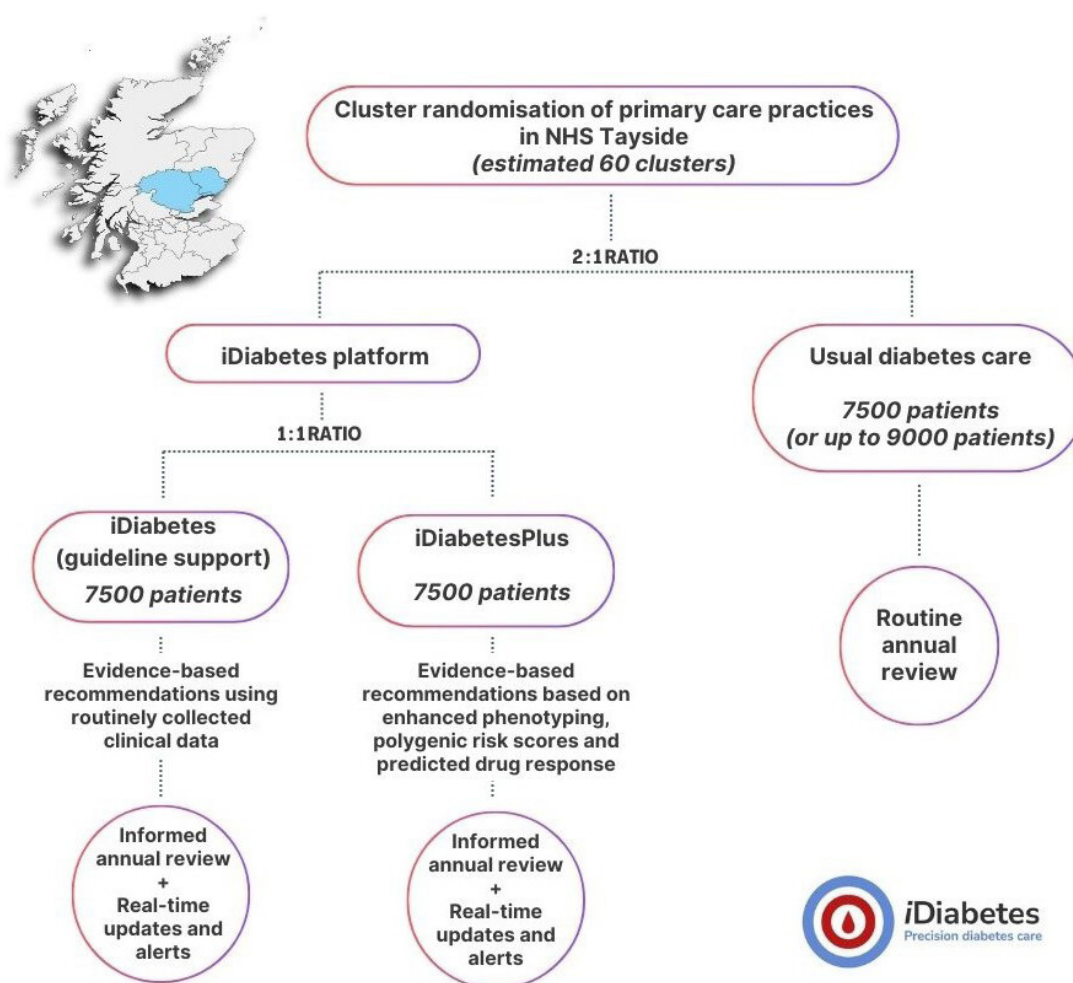 Cluster randomisation of primary care practices
in NHS Tayside
(estimated 60 clusters)
2:1RATIO
iDiabetes platform
Usual diabetes care
7500 patients
(or up to 9000 patients)
1:1RATIO
iDiabetes
(guideline support)
7500 patients
iDiabetesPlus
7500 patients
Routine
annual
review
Evidence-based
recommendations using
routinely collected
clinical data
Evidence-based
recommendations based on
enhanced phenotyping,
polygenic risk scores and
predicted drug response
Informed
annual review
+
Real-time
updates and
alerts
Informed
annual review
+
Real-time
updates and
alerts
iDiabetes
Precision diabetes care